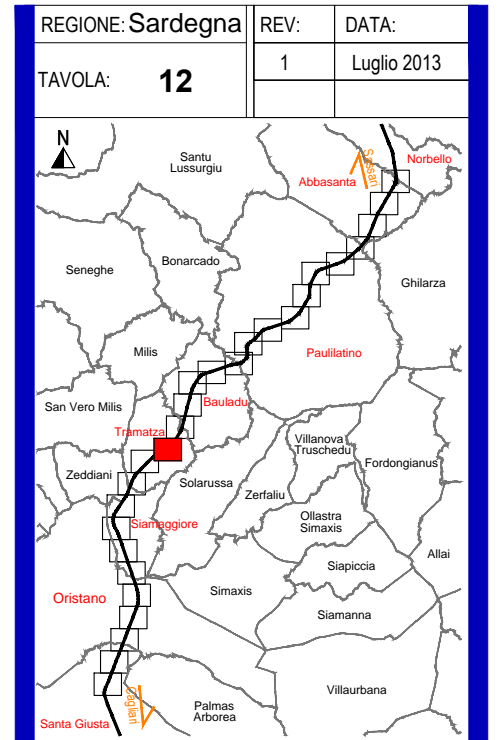 REGIONE: Sardegna
REV:
DATA:
TAVOLA: 12
1
Luglio 2013
N
Santu
Lussurgiu
Sassari
Norbello
Abbasanta
Seneghe
Bonarcado
Ghilarza
Milis
Paulilatino
San Vero Milis
Bauladu
Tramatza
Villanova
Truschedu
Fordongianus
Zeddiani
Solarussa
Zerfaliu
Ollastra
Simaxis
Siamaggiore
Allai
Siapiccia
Oristano
Simaxis
Siamanna
Cagliari
Villaurbana
Palmas
Arborea
Santa Giusta